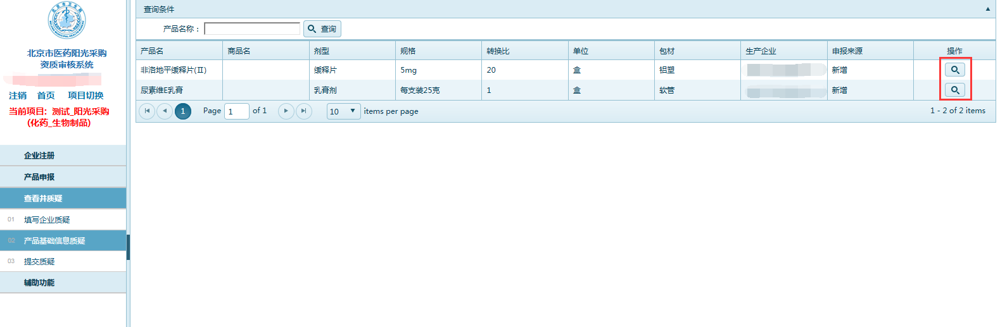 北京市医药阳光采购
资质审核系统
注销 首页 项目切换
当前项目: 测试_阳光采购
(化药_生物制品)
企业注册
产品申报
查看并质疑
01 填写企业质疑
02 产品基础信息质疑
03 提交质疑
辅助功能
查询条件
产品名称： 查询
产品名 商品名 剂型 规格 转换比 单位 包材 生产企业 申报来源 操作
非洛地平缓释片(Ⅱ) 缓释片 5mg 20 盒 铝塑 新增
尿素维E乳膏 乳膏剂 每支装25克 1 盒 软管 新增
1 Page 1 of 1 10 items per page 1 - 2 of 2 items